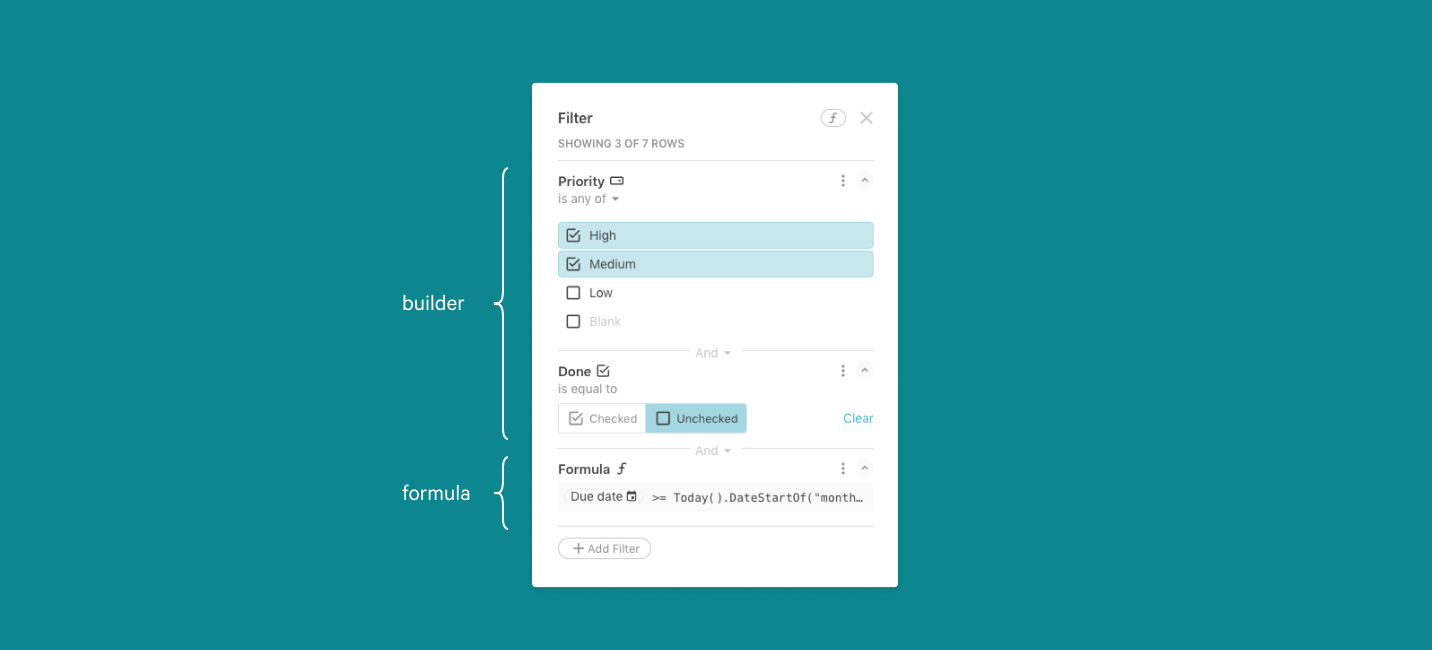 Filter
f
SHOWING 3 OF 7 ROWS
Priority
is any of
High
Medium
Low
Blank
And
Done
is equal to
Checked
Unchecked
Clear
And
Formula f
Due date >= Today().DateStartOf("month…
+ Add Filter
builder
formula